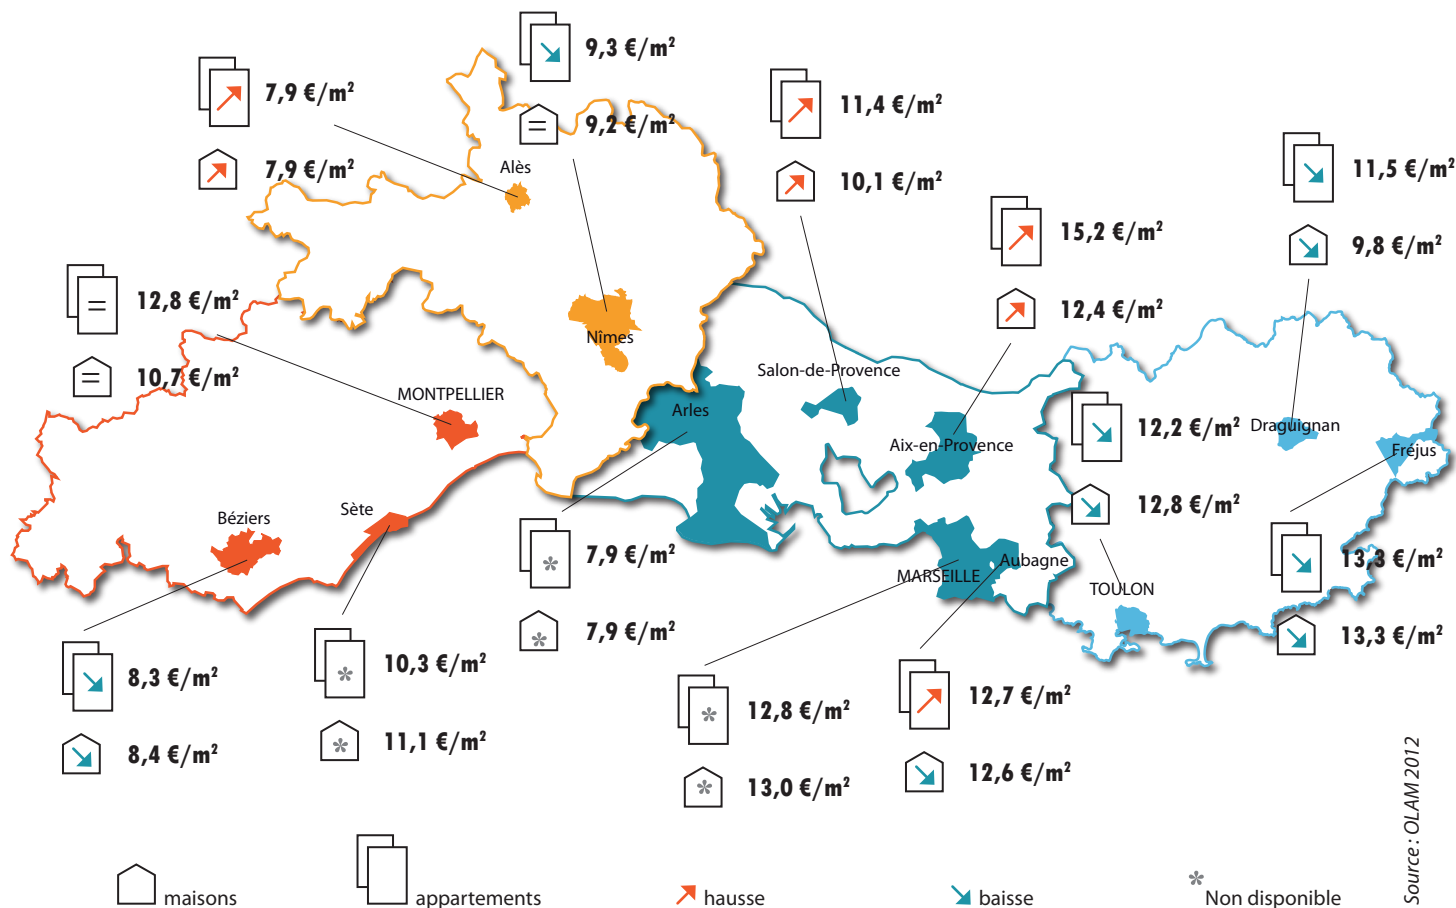 9,3 €/m²
9,2 €/m²
7,9 €/m²
7,9 €/m²
11,4 €/m²
10,1 €/m²
11,5 €/m²
9,8 €/m²
15,2 €/m²
12,4 €/m²
12,8 €/m²
10,7 €/m²
Alès
Nîmes
MONTPELLIER
Béziers
Sète
Arles
Salon-de-Provence
Aix-en-Provence
MARSEILLE
Aubagne
TOULON
Draguignan
Fréjus
12,2 €/m²
12,8 €/m²
13,3 €/m²
13,3 €/m²
7,9 €/m²
7,9 €/m²
8,3 €/m²
8,4 €/m²
10,3 €/m²
11,1 €/m²
12,8 €/m²
13,0 €/m²
12,7 €/m²
12,6 €/m²
Source : OLAM 2012
maisons
appartements
hausse
baisse
* Non disponible